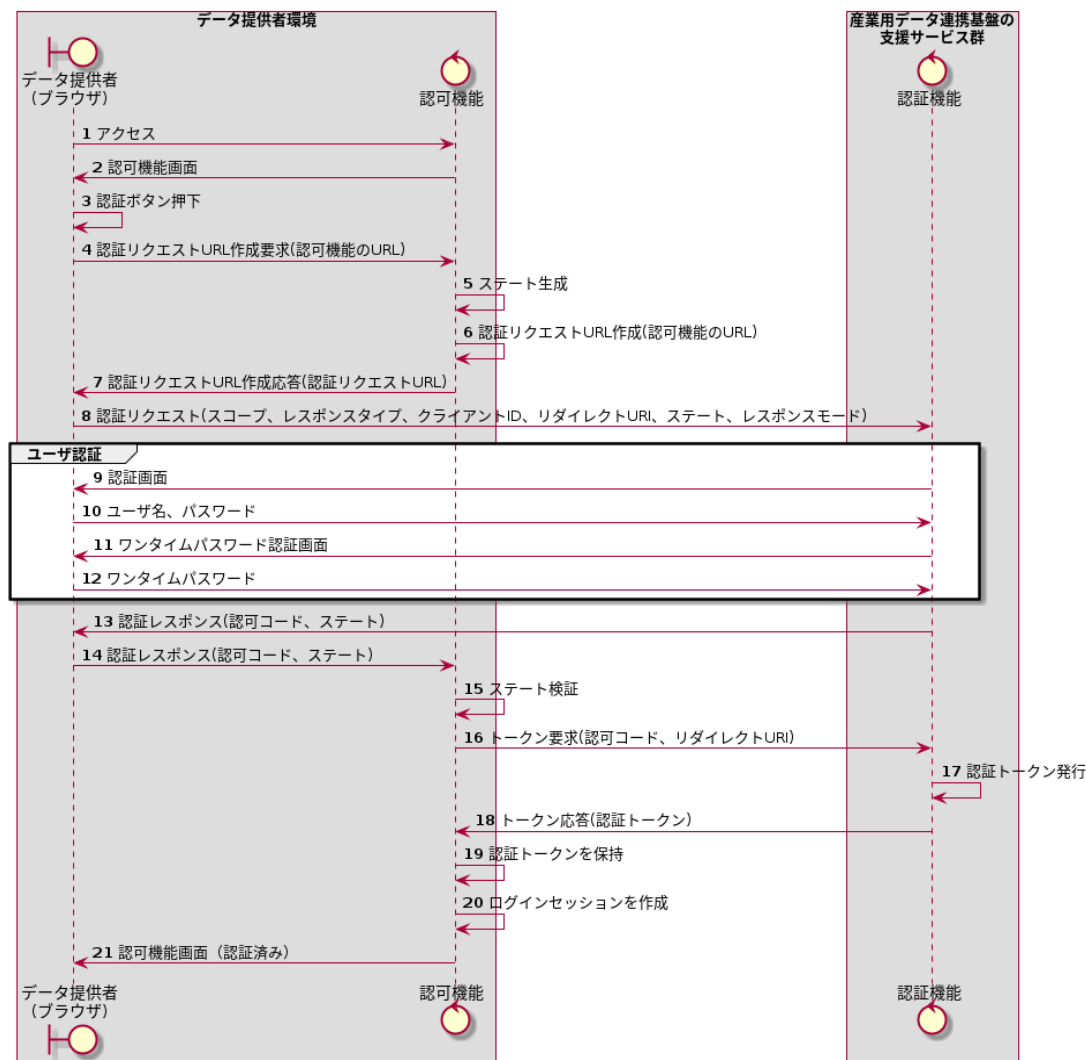 データ提供者環境
産業用データ連携基盤の
支援サービス群
データ提供者
（ブラウザ）
認可機能
認証機能
1 アクセス
2 認可機能画面
3 認証ボタン押下
4 認証リクエストURL作成要求(認可機能のURL)
5 ステート生成
6 認証リクエストURL作成(認可機能のURL)
7 認証リクエストURL作成応答(認証リクエストURL)
8 認証リクエスト(スコープ、レスポンスタイプ、クライアントID、リダイレクトURI、ステート、レスポンスモード)
ユーザ認証
9 認証画面
10 ユーザ名、パスワード
11 ワンタイムパスワード認証画面
12 ワンタイムパスワード
13 認証レスポンス(認可コード、ステート)
14 認証レスポンス(認可コード、ステート)
15 ステート検証
16 トークン要求(認可コード、リダイレクトURI)
17 認証トークン発行
18 トークン応答(認証トークン)
19 認証トークンを保持
20 ログインセッションを作成
21 認可機能画面（認証済み）
データ提供者
（ブラウザ）
認可機能
認証機能